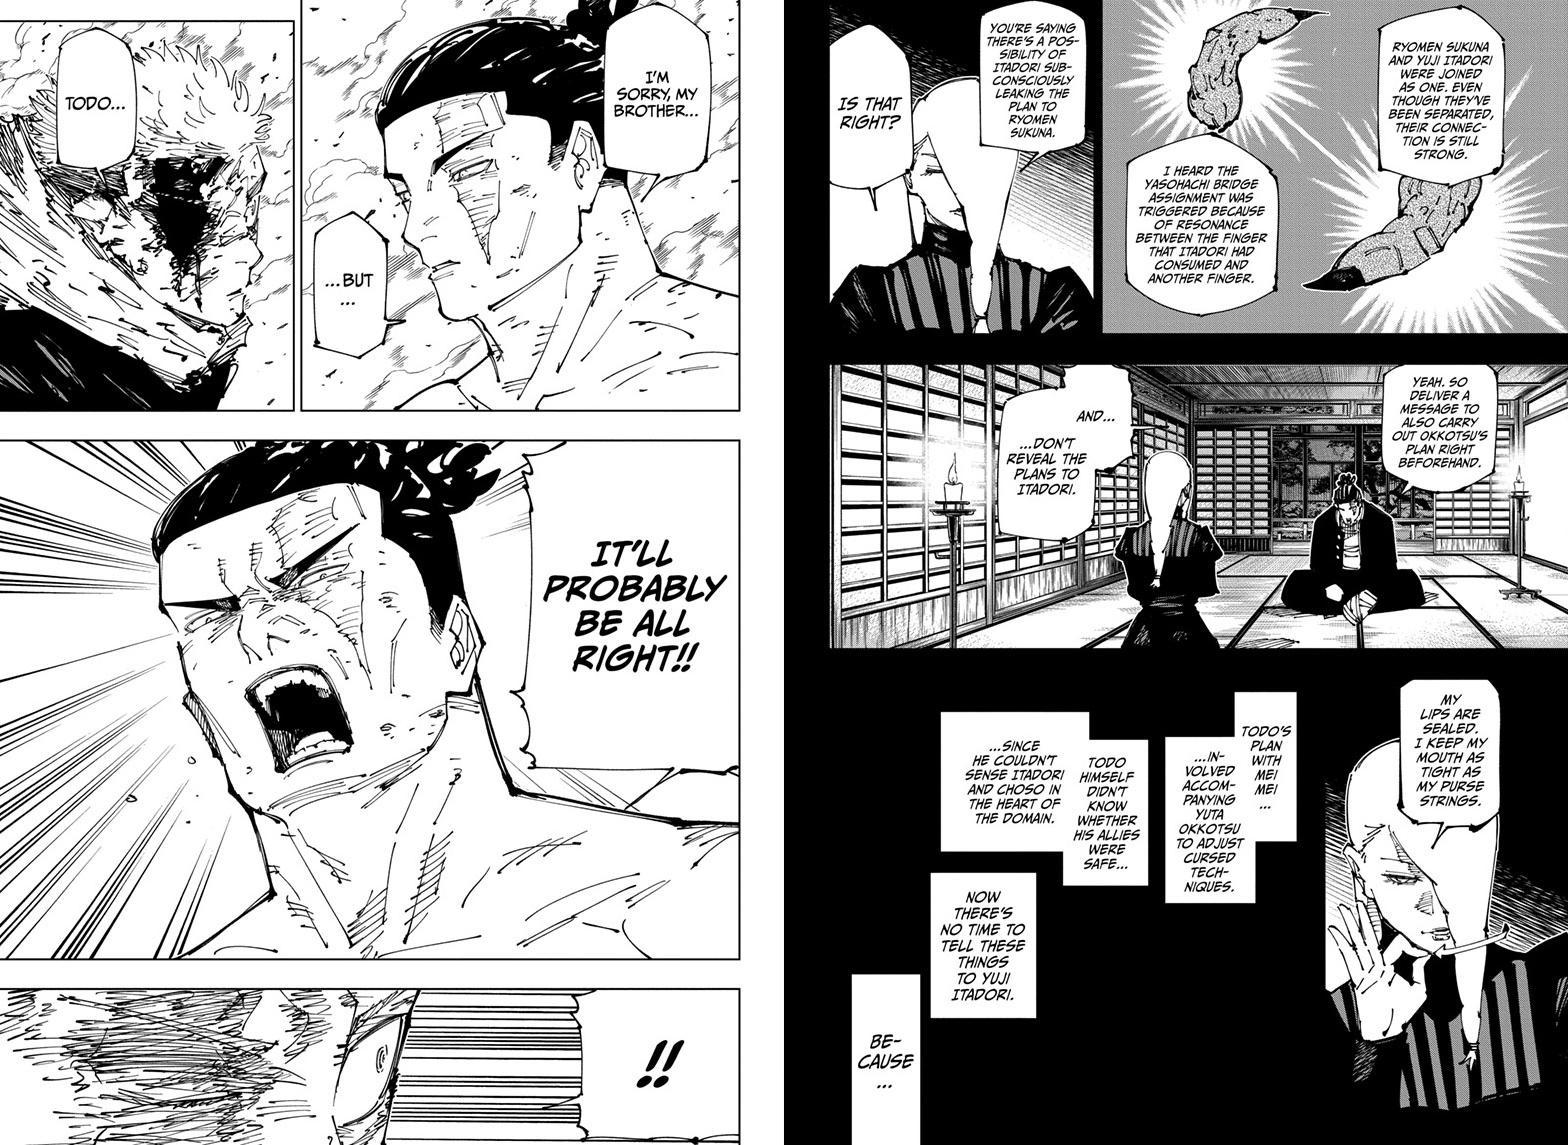 RYOMEN SUKUNA
AND YUJI ITADORI
WERE JOINED
AS ONE. EVEN
THOUGH THEY'VE
BEEN SEPARATED,
THEIR CONNEC-
TION IS STILL
STRONG.
I HEARD THE
YASOHACHI BRIDGE
ASSIGNMENT WAS
TRIGGERED BECAUSE
OF RESONANCE
BETWEEN THE FINGER
THAT ITADORI HAD
CONSUMED AND
ANOTHER FINGER.
YOU'RE SAYING
THERE'S A POS-
SIBILITY OF
ITADORI SUB-
CONSCIOUSLY
LEAKING THE
PLAN TO
RYOMEN
SUKUNA.
IS THAT
RIGHT?
YEAH. SO
DELIVER A
MESSAGE TO
ALSO CARRY
OUT OKKOTSU'S
PLAN RIGHT
BEFOREHAND.
AND...
...DON'T
REVEAL THE
PLANS TO
ITADORI.
MY
LIPS ARE
SEALED.
I KEEP MY
MOUTH AS
TIGHT AS
MY PURSE
STRINGS.
TODO'S
PLAN
WITH
MEI
MEI
...
...IN-
VOLVED
ACCOM-
PANYING
YUTA
OKKOTSU
TO ADJUST
CURSED
TECH-
NIQUES.
TODO
HIMSELF
DIDN'T
KNOW
WHETHER
HIS ALLIES
WERE
SAFE...
...SINCE
HE COULDN'T
SENSE ITADORI
AND CHOSO IN
THE HEART OF
THE DOMAIN.
NOW
THERE'S
NO TIME TO
TELL THESE
THINGS
TO YUJI
ITADORI.
BE-
CAUSE
...
I'M
SORRY, MY
BROTHER...
...BUT
...
TODO...
IT'LL
PROBABLY
BE ALL
RIGHT!!
!!